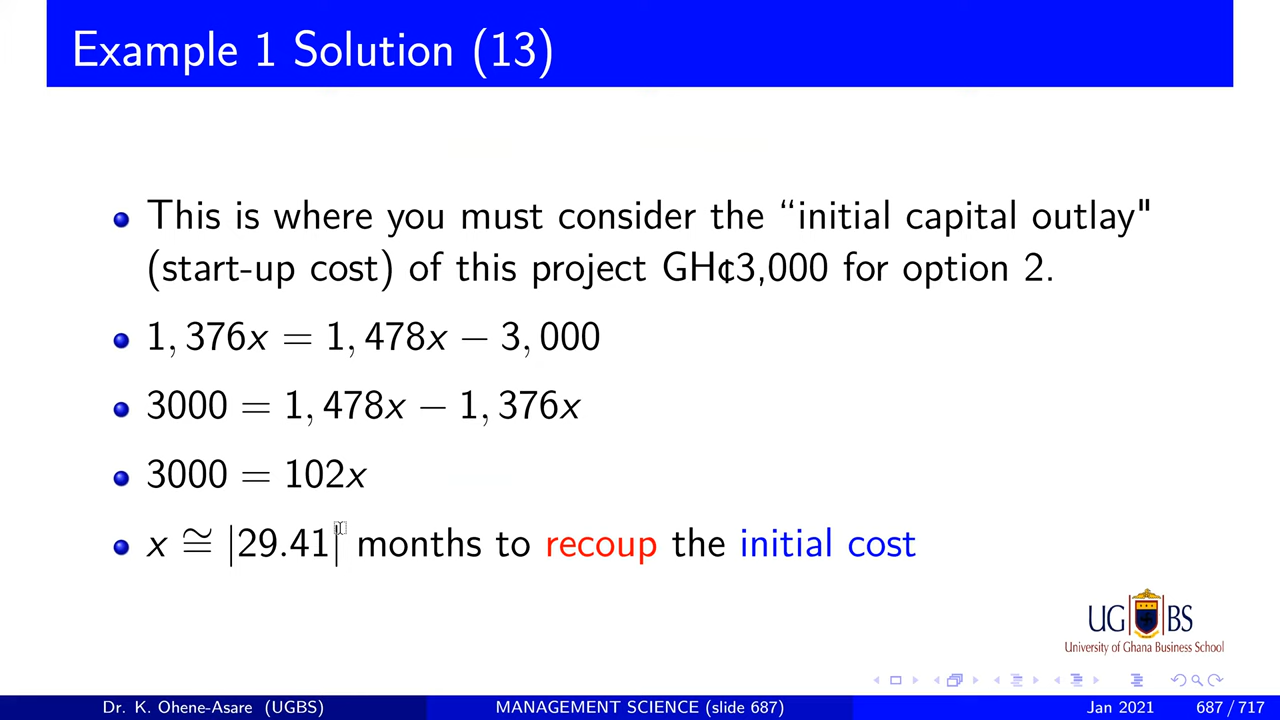 Example 1 Solution (13)
This is where you must consider the “initial capital outlay"
(start-up cost) of this project GH¢3,000 for option 2.
1, 376x = 1, 478x − 3, 000
3000 = 1, 478x − 1, 376x
3000 = 102x
x ≅ |29.41| months to recoup the initial cost
UG BS
University of Ghana Business School
Dr. K. Ohene-Asare (UGBS) MANAGEMENT SCIENCE (slide 687) Jan 2021 687 / 717